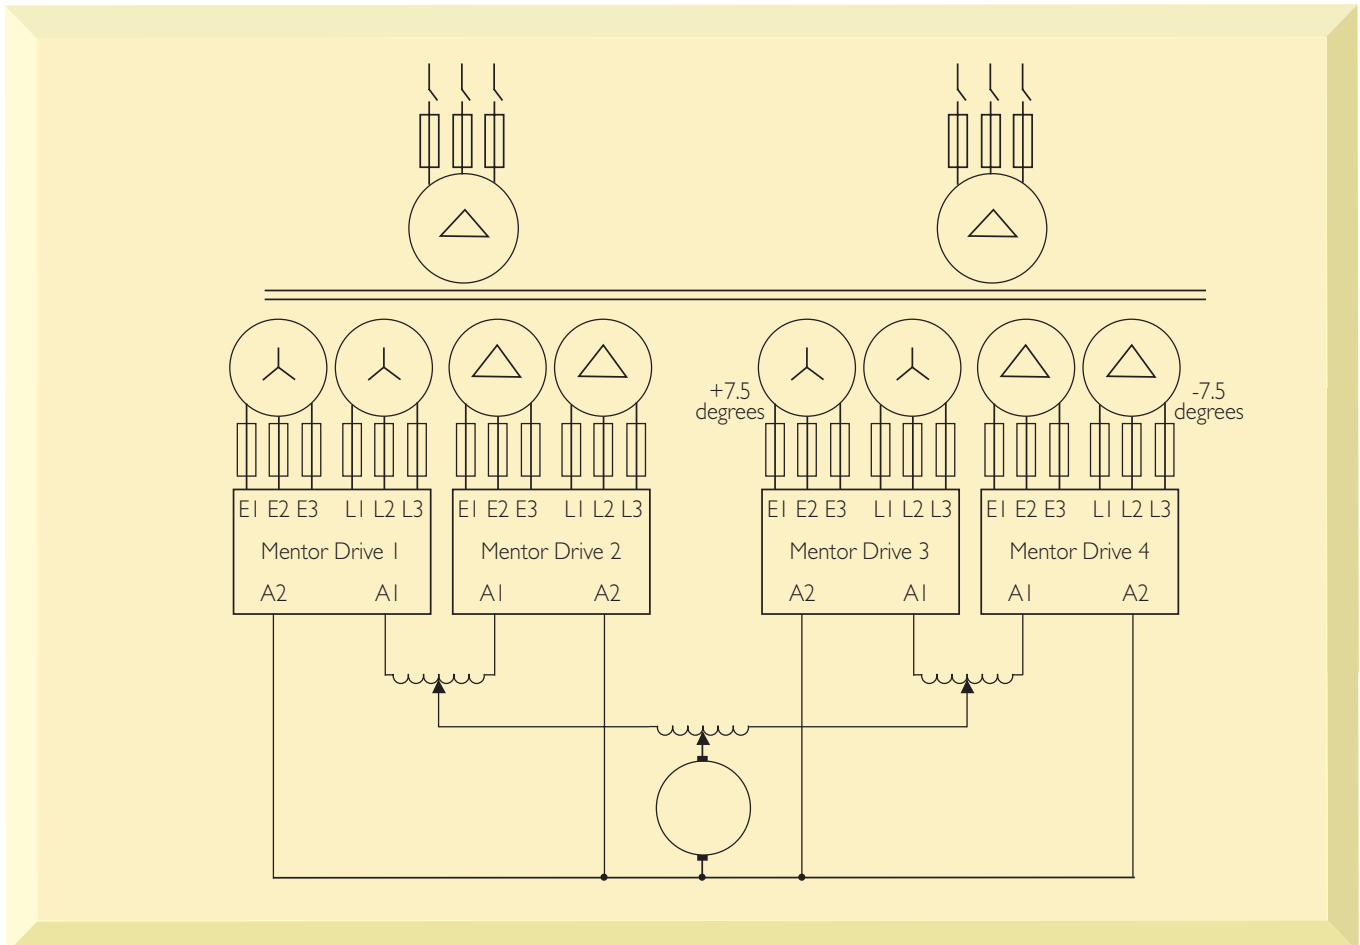 +7.5
degrees
-7.5
degrees
E1 E2 E3 L1 L2 L3
E1 E2 E3 L1 L2 L3
E1 E2 E3 L1 L2 L3
E1 E2 E3 L1 L2 L3
Mentor Drive 1
Mentor Drive 2
Mentor Drive 3
Mentor Drive 4
A2 A1
A1 A2
A2 A1
A1 A2